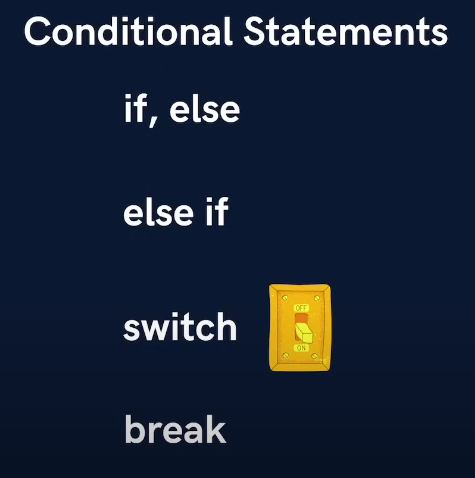 Conditional Statements
if, else
else if
switch
OFF
ON
break